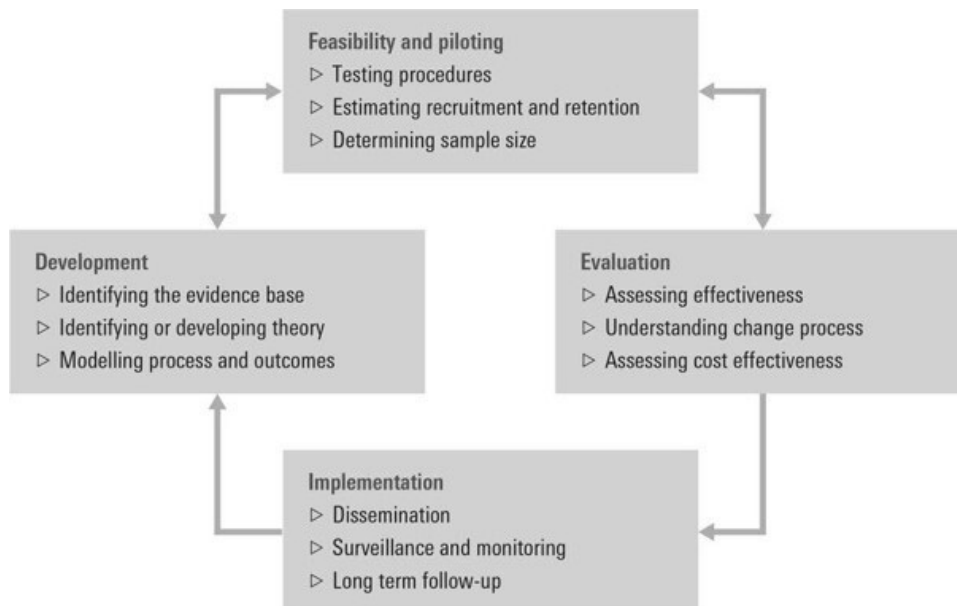 Feasibility and piloting
▷ Testing procedures
▷ Estimating recruitment and retention
▷ Determining sample size
Development
▷ Identifying the evidence base
▷ Identifying or developing theory
▷ Modelling process and outcomes
Evaluation
▷ Assessing effectiveness
▷ Understanding change process
▷ Assessing cost effectiveness
Implementation
▷ Dissemination
▷ Surveillance and monitoring
▷ Long term follow-up